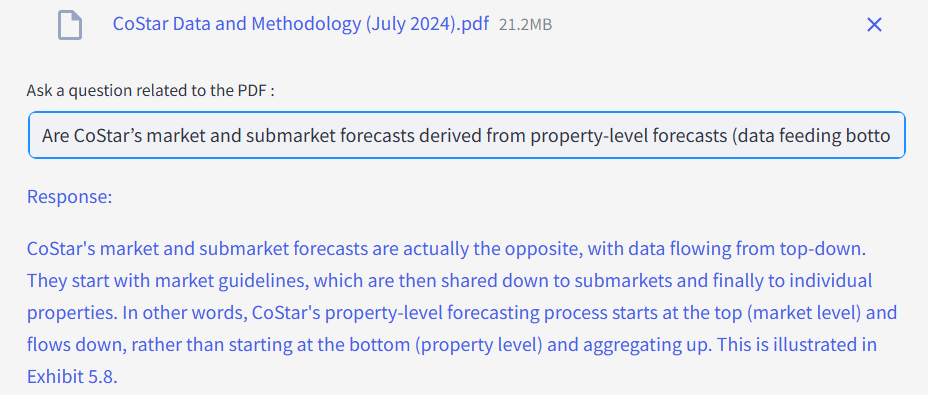 CoStar Data and Methodology (July 2024).pdf 21.2MB
Ask a question related to the PDF :
Are CoStar’s market and submarket forecasts derived from property-level forecasts (data feeding botto
Response:
CoStar's market and submarket forecasts are actually the opposite, with data flowing from top-down.
They start with market guidelines, which are then shared down to submarkets and finally to individual
properties. In other words, CoStar's property-level forecasting process starts at the top (market level) and
flows down, rather than starting at the bottom (property level) and aggregating up. This is illustrated in
Exhibit 5.8.